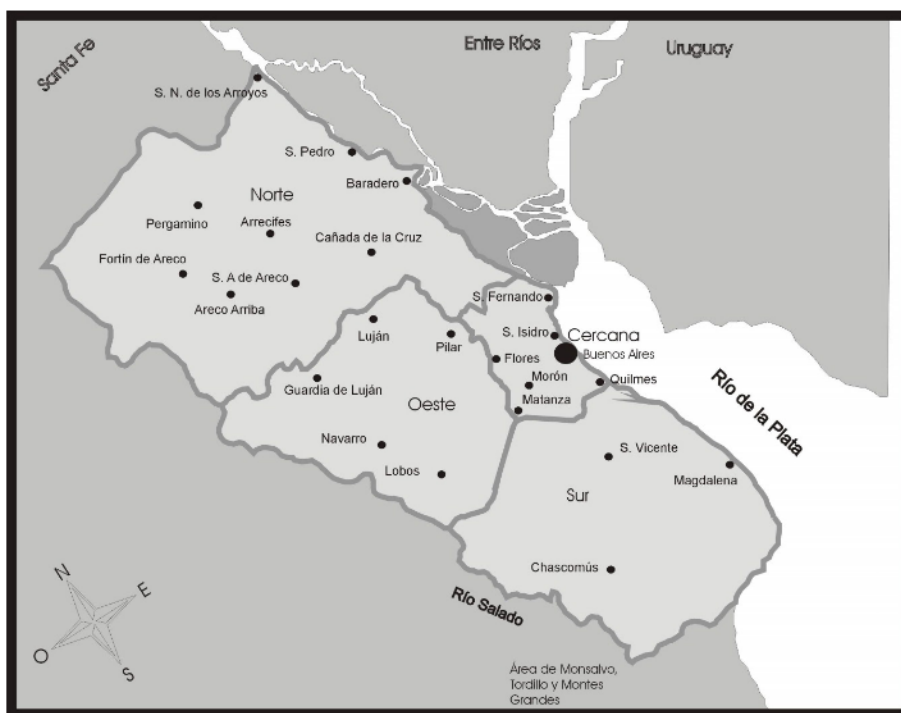 Entre Ríos
Uruguay
Santa Fe
S. N. de los Arroyos
S. Pedro
Baradero
Norte
Pergamino
Arrecifes
Cañada de la Cruz
Fortín de Areco
S. A de Areco
Areco Arriba
S. Fernando
Luján
Pilar
S. Isidro
Cercana
Buenos Aires
Flores
Guardia de Luján
Morón
Quilmes
Matanza
Oeste
Río de la Plata
Navarro
Lobos
S. Vicente
Magdalena
Sur
Chascomús
Río Salado
N
E
O
S
Área de Monsalvo,
Tordillo y Montes
Grandes